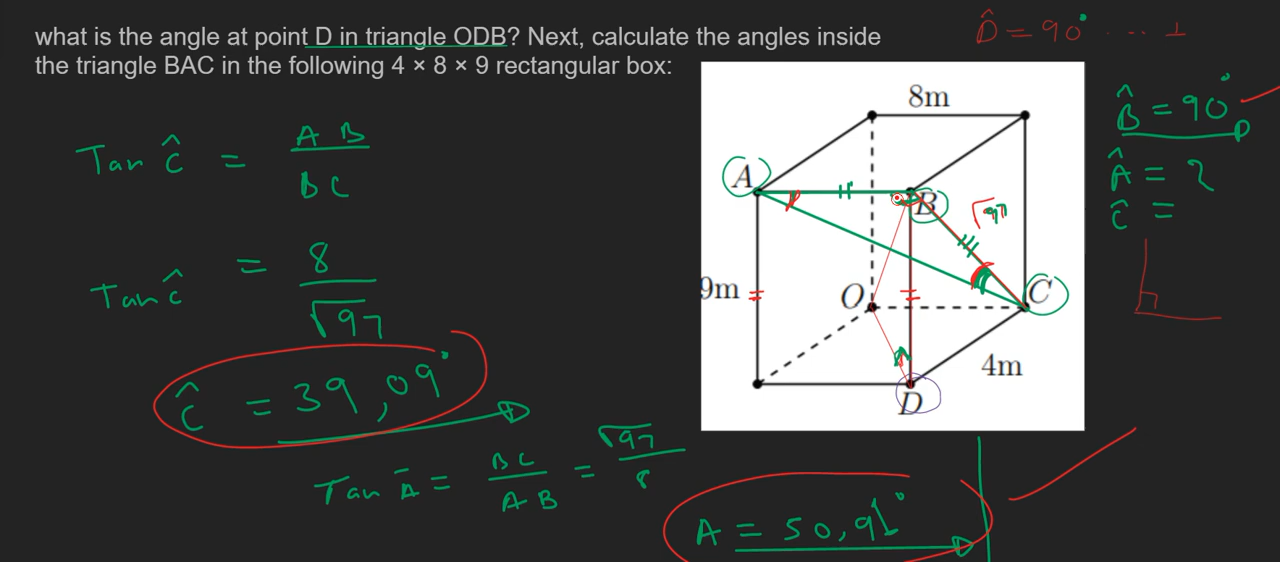 what is the angle at point D in triangle ODB? Next, calculate the angles inside
the triangle BAC in the following 4 × 8 × 9 rectangular box:
D̂ = 90° ... ⊥
B̂ = 90°
Â = ?
Ĉ =
Tan Ĉ = AB / BC
Tan Ĉ = 8 / √97
Ĉ = 39,09°
Tan A̅ = BC / AB = √97 / 8
A = 50,91°
8m
A
B
√97
9m
O
C
4m
D